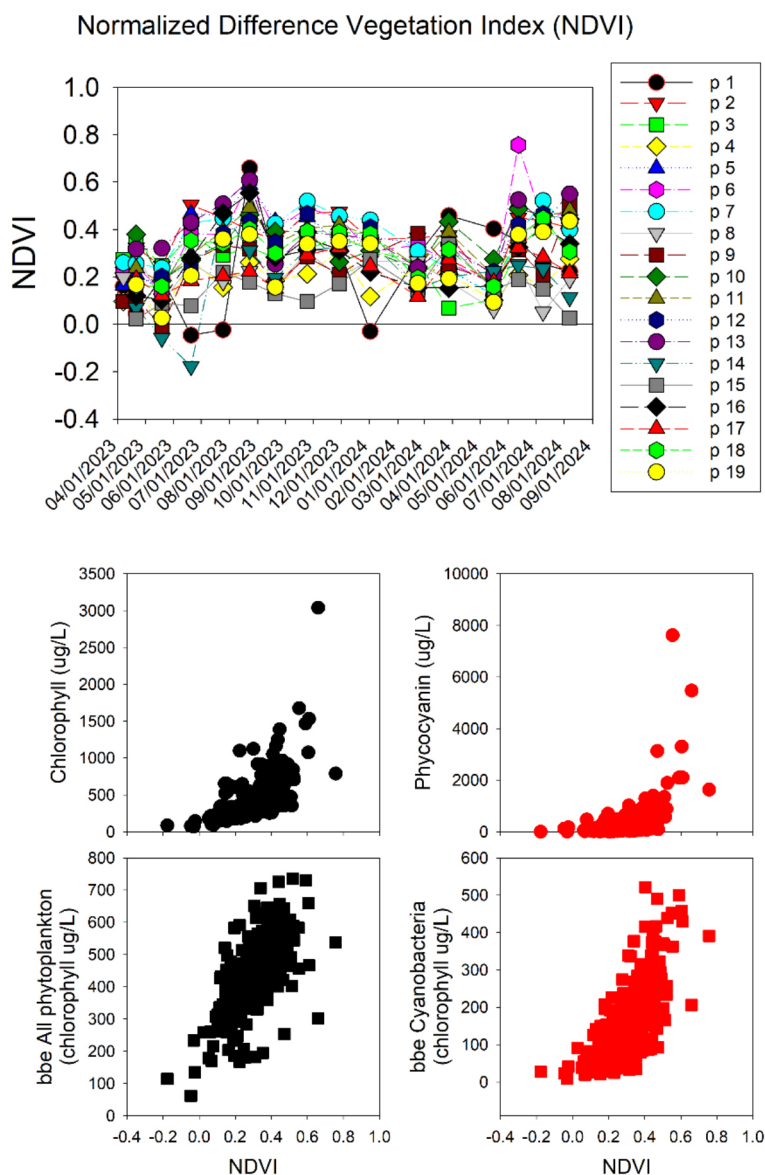 Normalized Difference Vegetation Index (NDVI)
NDVI
1.0
0.8
0.6
0.4
0.2
0.0
-0.2
-0.4
04/01/2023
05/01/2023
06/01/2023
07/01/2023
08/01/2023
09/01/2023
10/01/2023
11/01/2023
12/01/2023
01/01/2024
02/01/2024
03/01/2024
04/01/2024
05/01/2024
06/01/2024
07/01/2024
08/01/2024
09/01/2024
p 1
p 2
p 3
p 4
p 5
p 6
p 7
p 8
p 9
p 10
p 11
p 12
p 13
p 14
p 15
p 16
p 17
p 18
p 19
Chlorophyll (ug/L)
3500
3000
2500
2000
1500
1000
500
0
Phycocyanin (ug/L)
10000
8000
6000
4000
2000
0
bbe All phytoplankton
(chlorophyll ug/L)
800
700
600
500
400
300
200
100
0
-0.4 -0.2 0.0 0.2 0.4 0.6 0.8 1.0
NDVI
bbe Cyanobacteria
(chlorophyll ug/L)
600
500
400
300
200
100
0
-0.4 -0.2 0.0 0.2 0.4 0.6 0.8 1.0
NDVI